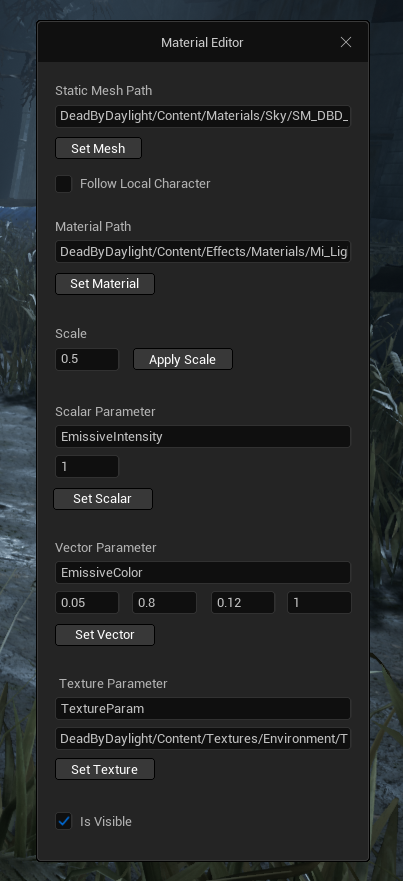 Material Editor
Static Mesh Path
DeadByDaylight/Content/Materials/Sky/SM_DBD_
Set Mesh
Follow Local Character
Material Path
DeadByDaylight/Content/Effects/Materials/Mi_Lig
Set Material
Scale
0.5 Apply Scale
Scalar Parameter
EmissiveIntensity
1
Set Scalar
Vector Parameter
EmissiveColor
0.05 0.8 0.12 1
Set Vector
Texture Parameter
TextureParam
DeadByDaylight/Content/Textures/Environment/T
Set Texture
Is Visible